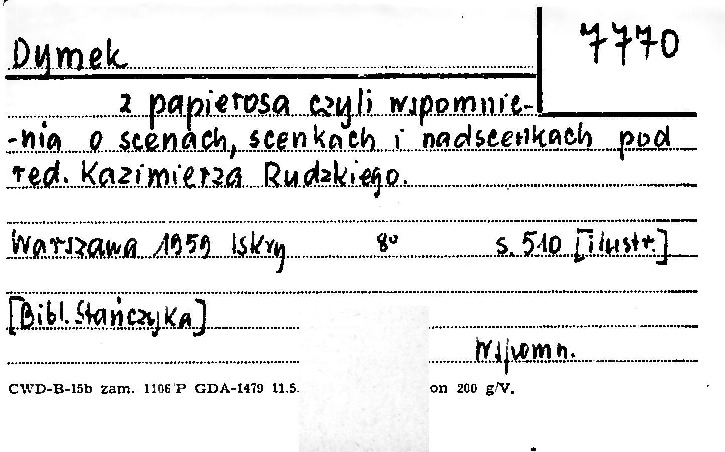 Dymek
7770
z papierosa czyli wspomnie-
-nia o scenach, scenkach i nadscenkach pod
red. Kazimierza Rudzkiego.
Warszawa 1959 Iskry 8º s. 510 [ilustr.]
[Bibl. Stańczyka]
Wspomn.
CWD-B-15b zam. 1106 P GDA-1479 11.5. on 200 g/V.